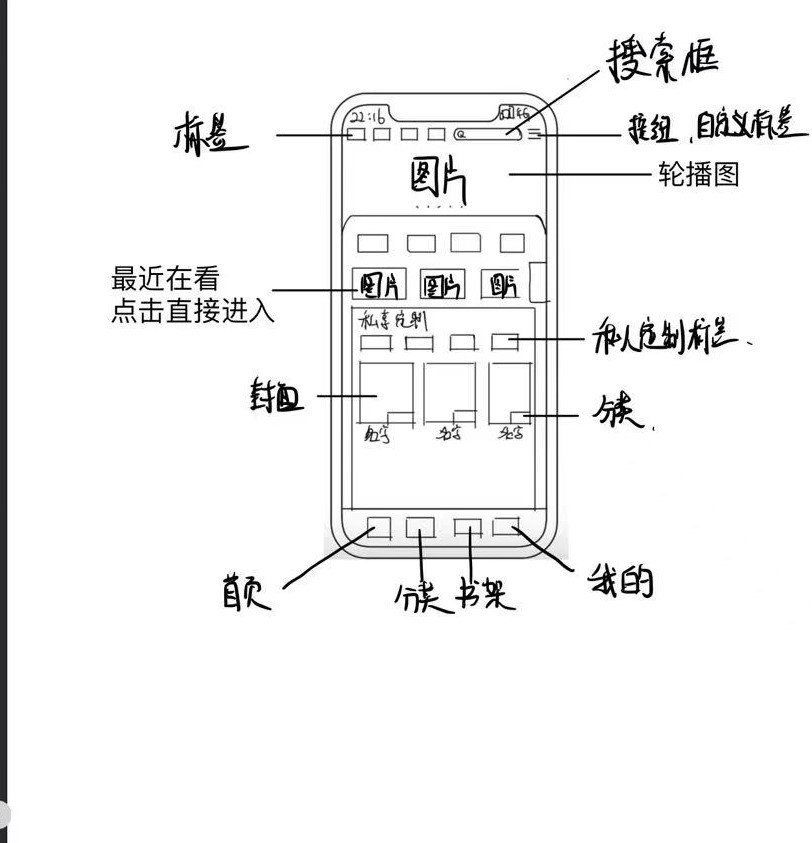 搜索框
22:16
标签
按纽、自定义标签
图片
轮播图
最近在看
点击直接进入
图片 图片 图片
私享定制
私人定制标签、
封面
分类、
名字 名字 名字
首页
分类
书架
我的